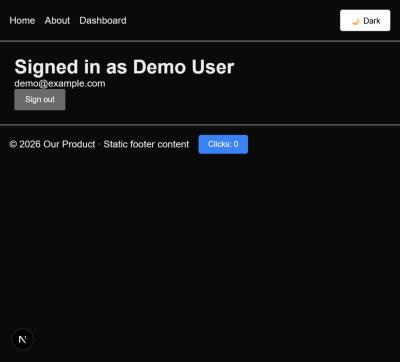 Home About Dashboard
🌙 Dark
Signed in as Demo User
demo@example.com
Sign out
© 2026 Our Product · Static footer content
Clicks: 0
N